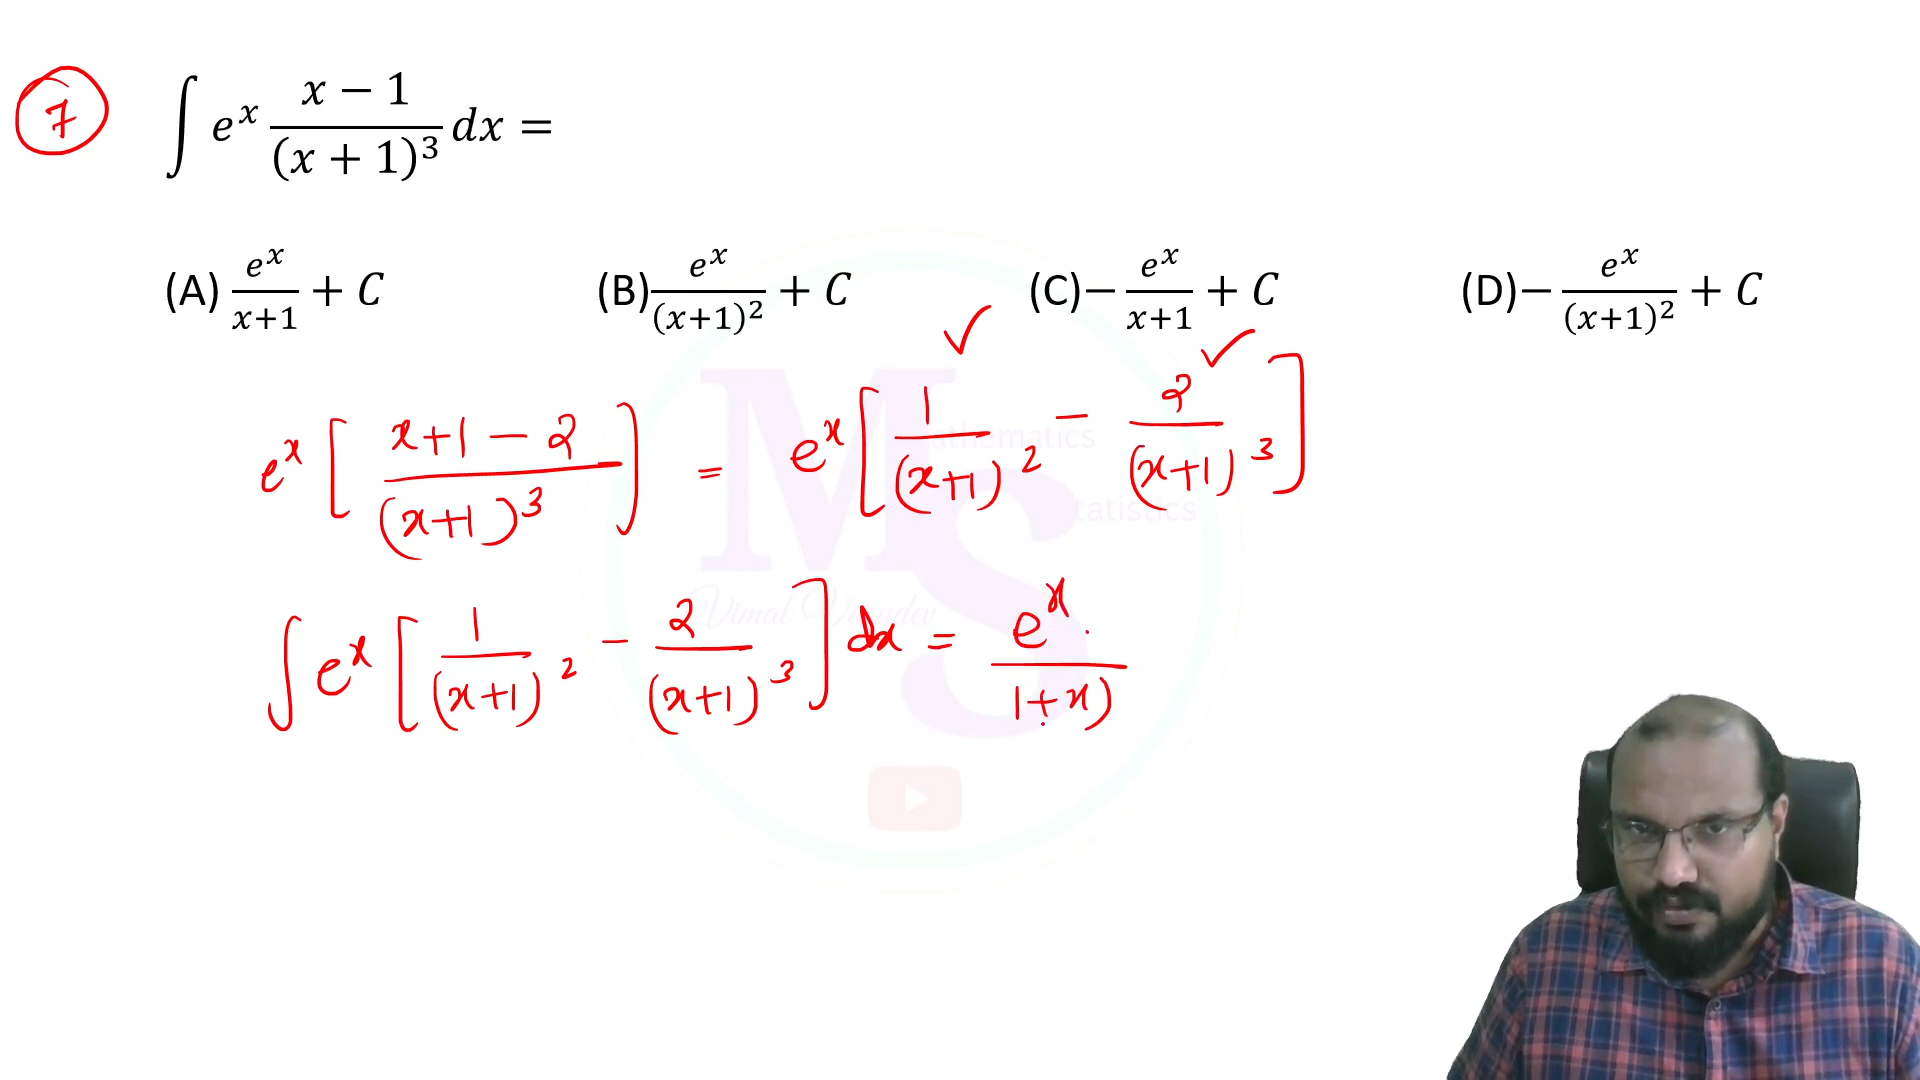 7
∫ e^x (x − 1)/(x + 1)^3 dx =
(A) e^x/(x+1) + C (B) e^x/(x+1)^2 + C (C) − e^x/(x+1) + C (D) − e^x/(x+1)^2 + C
e^x [ (x+1 − 2)/(x+1)^3 ] = e^x [ 1/(x+1)^2 − 2/(x+1)^3 ]
∫ e^x [ 1/(x+1)^2 − 2/(x+1)^3 ] dx = e^x/1+x)
MS